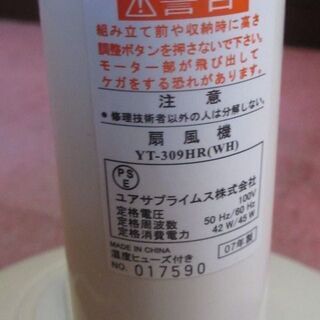 警告
組み立て前や収納時に高さ
調整ボタンを押さないで下さい。
モーター部が飛び出して
ケガをする恐れがあります。
注意
● 修理技術者以外の人は分解しない。
扇風機
YT-309HR(WH)
PS
E
ユアサプライムス株式会社
定格電圧 100V
定格周波数 50 Hz/60 Hz
定格消費電力 42 W/45 W
MADE IN CHINA
07年製
温度ヒューズ付き
NO. 017590